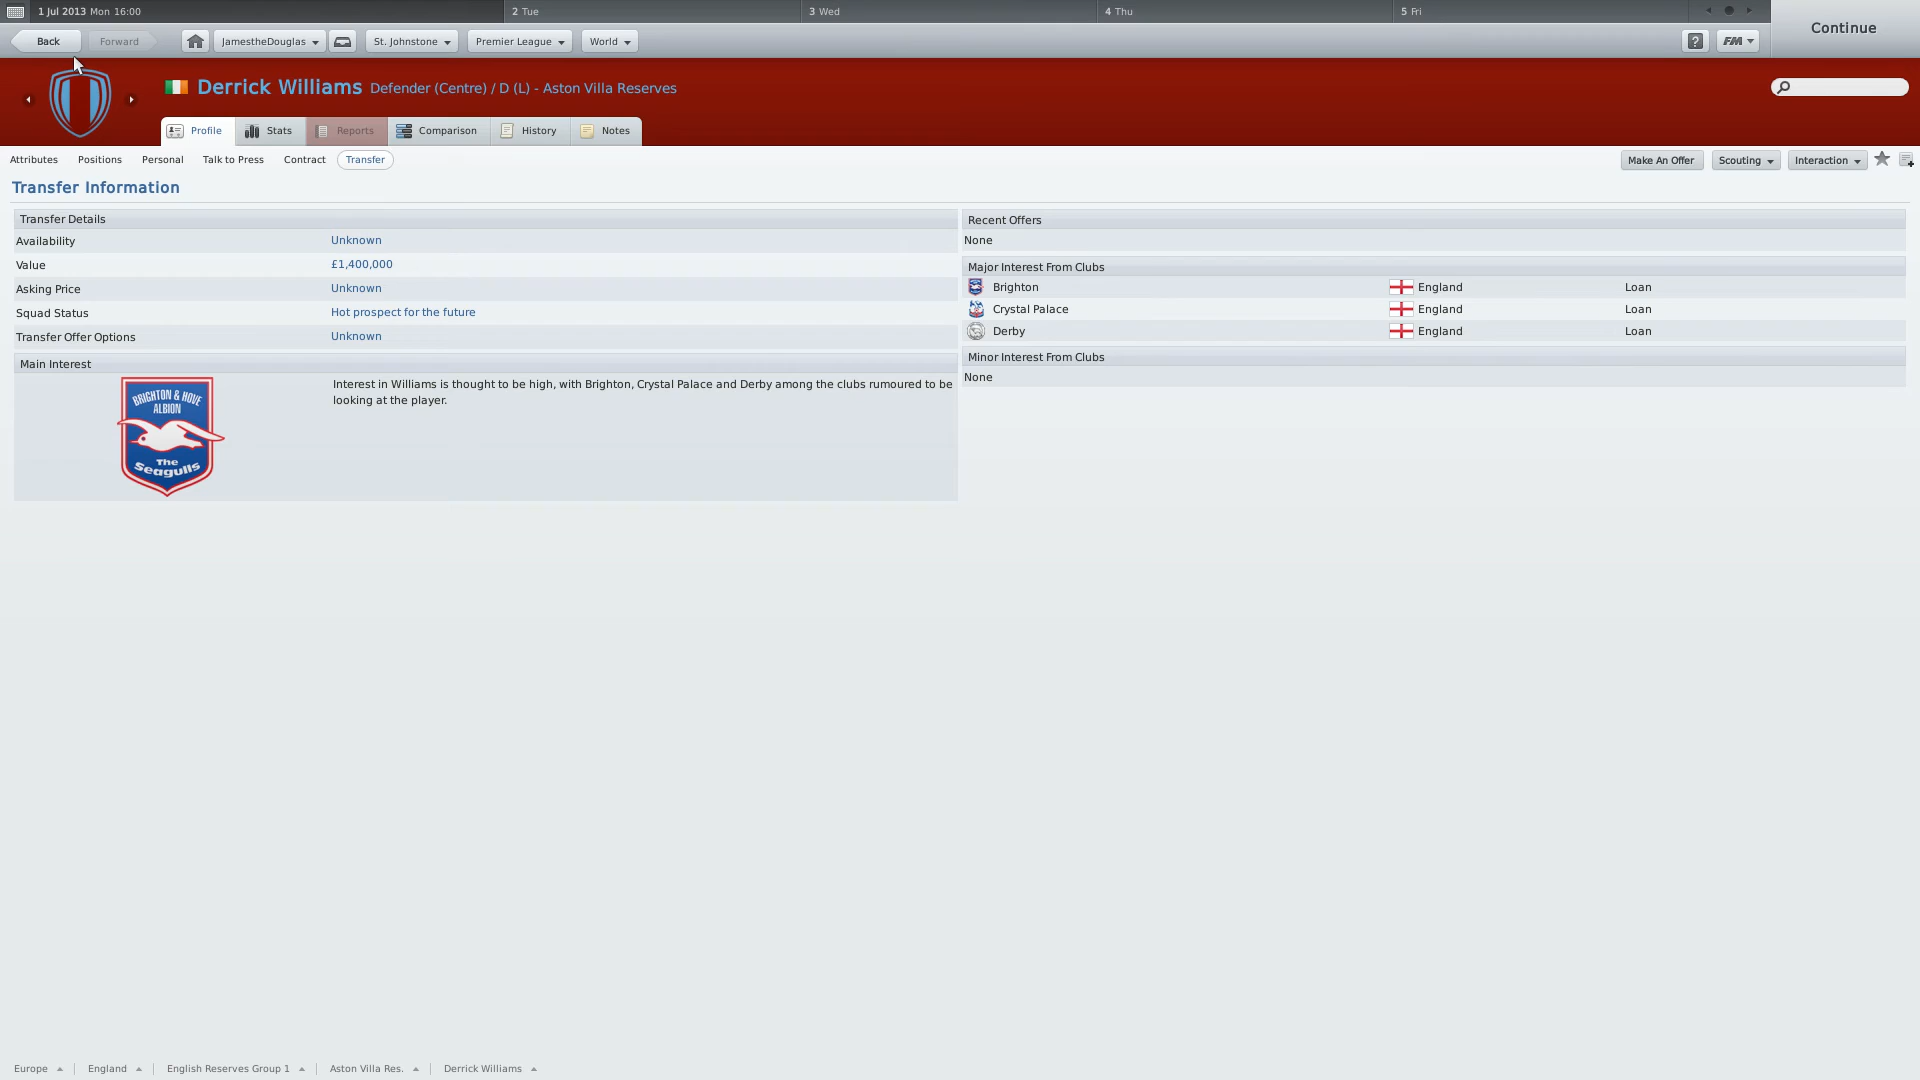 1 Jul 2013 Mon 16:00
2 Tue
3 Wed
4 Thu
5 Fri
Continue
Back
Forward
JamestheDouglas
St. Johnstone
Premier League
World
?
FM
Derrick Williams Defender (Centre) / D (L) - Aston Villa Reserves
Profile
Stats
Reports
Comparison
History
Notes
Attributes
Positions
Personal
Talk to Press
Contract
Transfer
Make An Offer
Scouting
Interaction
Transfer Information
Transfer Details
Availability Unknown
Value £1,400,000
Asking Price Unknown
Squad Status Hot prospect for the future
Transfer Offer Options Unknown
Main Interest
BRIGHTON & HOVE
ALBION
The
Seagulls
Interest in Williams is thought to be high, with Brighton, Crystal Palace and Derby among the clubs rumoured to be
looking at the player.
Recent Offers
None
Major Interest From Clubs
Brighton England Loan
Crystal Palace England Loan
Derby England Loan
Minor Interest From Clubs
None
Europe
England
English Reserves Group 1
Aston Villa Res.
Derrick Williams